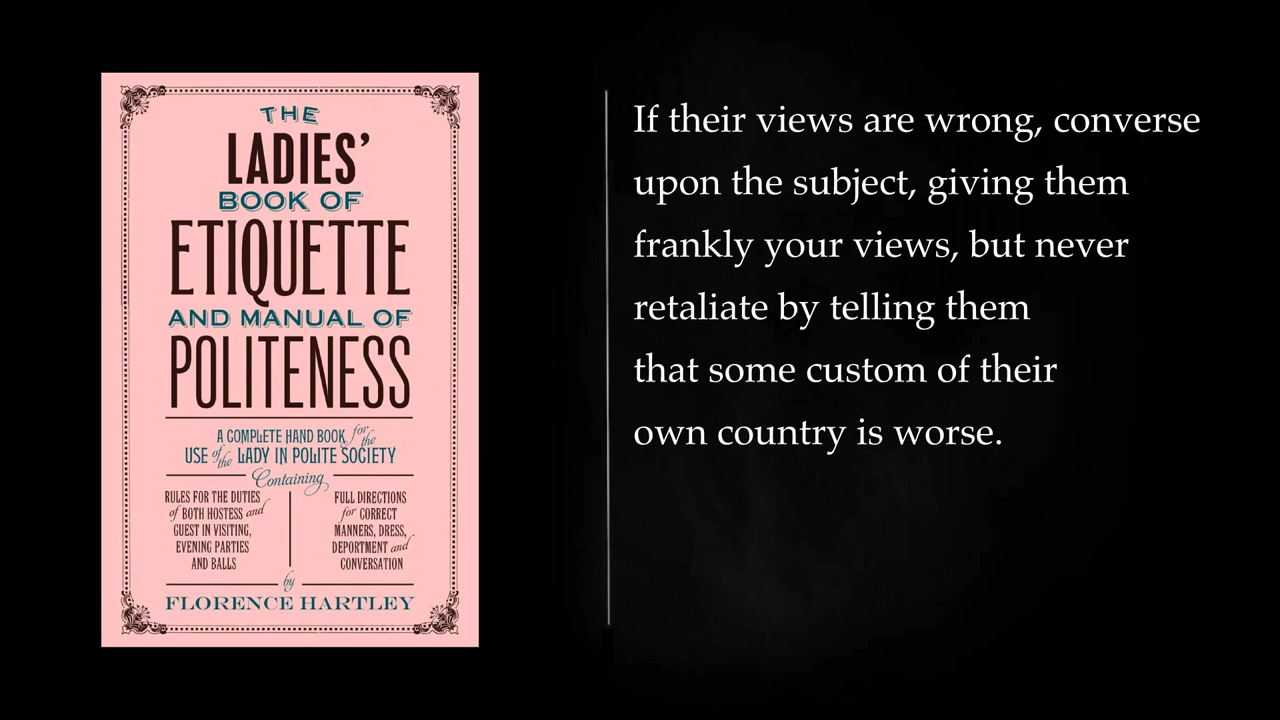 THE
LADIES'
BOOK OF
ETIQUETTE
AND MANUAL OF
POLITENESS
A COMPLETE HAND BOOK for the
USE of the LADY IN POLITE SOCIETY
Containing
RULES FOR THE DUTIES
of BOTH HOSTESS and
GUEST IN VISITING,
EVENING PARTIES
AND BALLS
FULL DIRECTIONS
for CORRECT
MANNERS, DRESS,
DEPORTMENT and
CONVERSATION
by
FLORENCE HARTLEY
If their views are wrong, converse
upon the subject, giving them
frankly your views, but never
retaliate by telling them
that some custom of their
own country is worse.